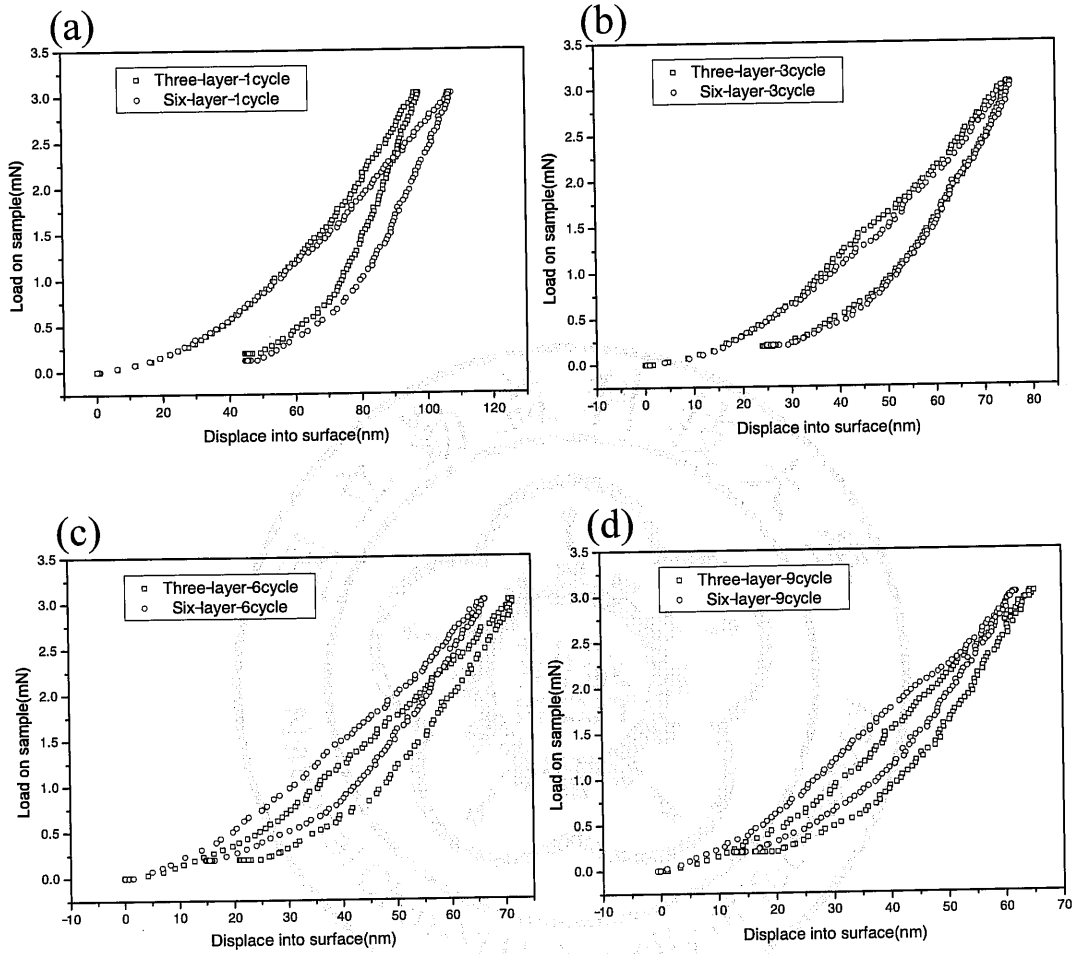 (a)
3.5
3.0
2.5
2.0
1.5
1.0
0.5
0.0
Load on sample(mN)
Three-layer-1cycle
Six-layer-1cycle
0 20 40 60 80 100 120
Displace into surface(nm)
(b)
3.5
3.0
2.5
2.0
1.5
1.0
0.5
0.0
Load on sample(mN)
Three-layer-3cycle
Six-layer-3cycle
-10 0 10 20 30 40 50 60 70 80
Displace into surface(nm)
(c)
3.5
3.0
2.5
2.0
1.5
1.0
0.5
0.0
Load on sample(mN)
Three-layer-6cycle
Six-layer-6cycle
-10 0 10 20 30 40 50 60 70
Displace into surface(nm)
(d)
3.5
3.0
2.5
2.0
1.5
1.0
0.5
0.0
Load on sample(mN)
Three-layer-9cycle
Six-layer-9cycle
-10 0 10 20 30 40 50 60 70
Displace into surface(nm)